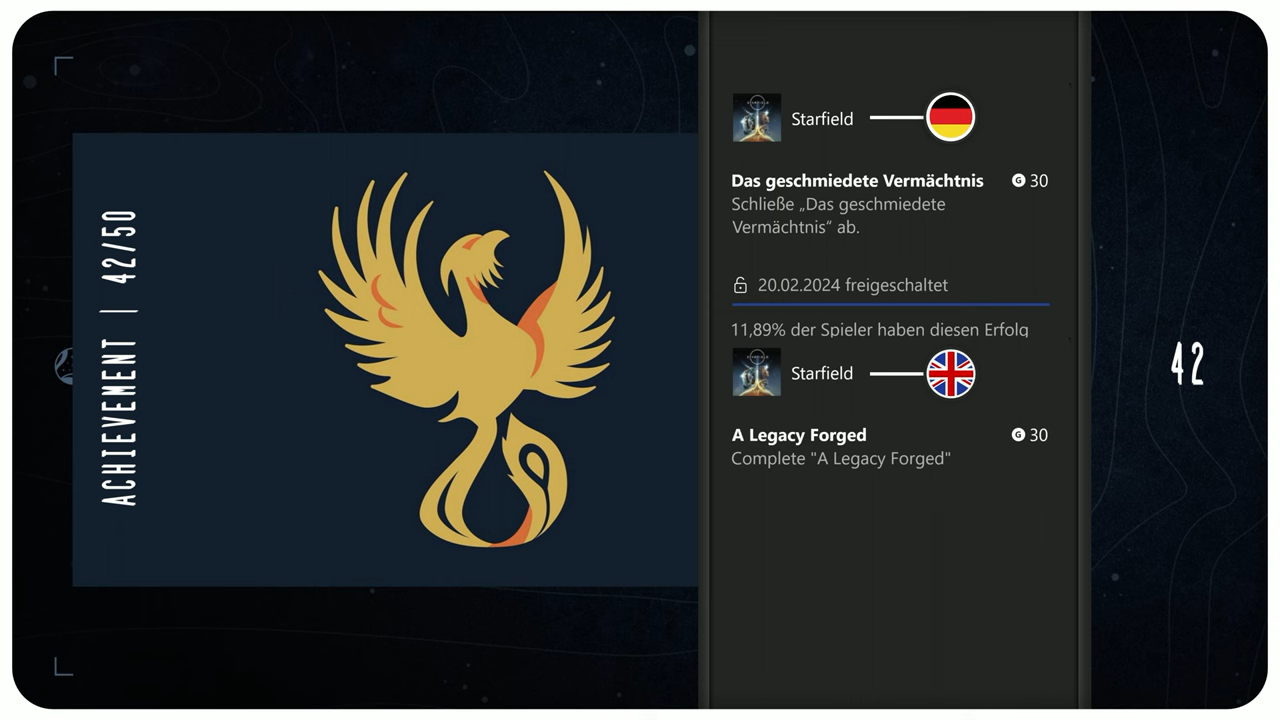 ACHIEVEMENT | 42/50
Starfield
Das geschmiedete Vermächtnis
G 30
Schließe „Das geschmiedete
Vermächtnis“ ab.
20.02.2024 freigeschaltet
11,89% der Spieler haben diesen Erfolg
Starfield
A Legacy Forged
G 30
Complete "A Legacy Forged"
42